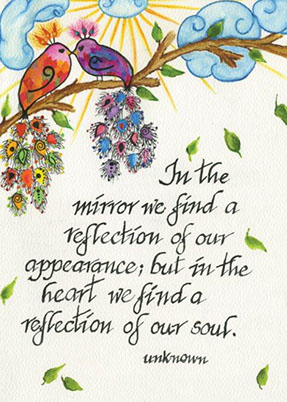 In the
mirror we find a
reflection of our
appearance; but in the
heart we find a
reflection of our soul.
unknown